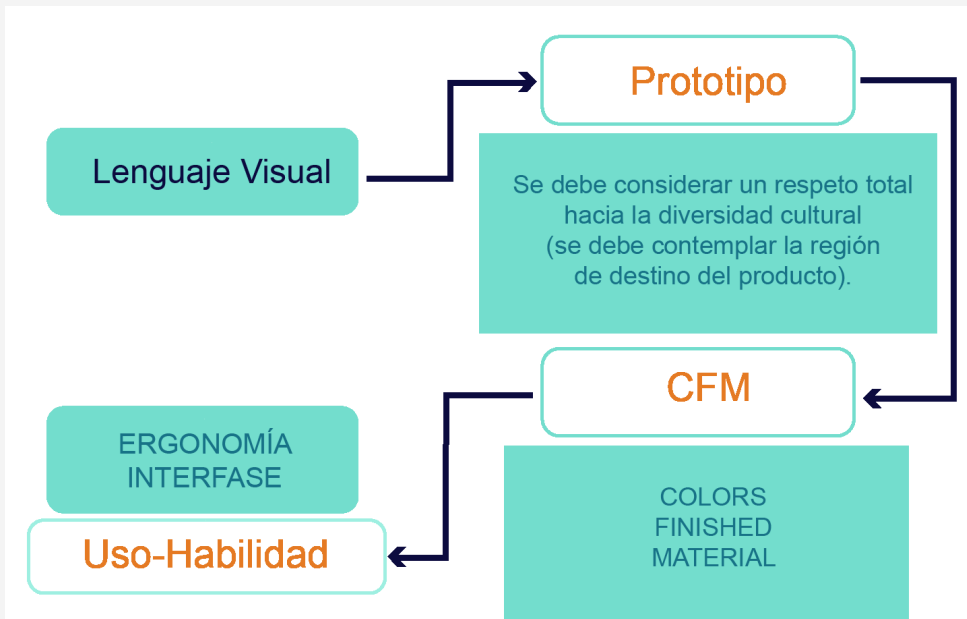 Lenguaje Visual
Prototipo
Se debe considerar un respeto total
hacia la diversidad cultural
(se debe contemplar la región
de destino del producto).
CFM
COLORS
FINISHED
MATERIAL
ERGONOMÍA
INTERFASE
Uso-Habilidad